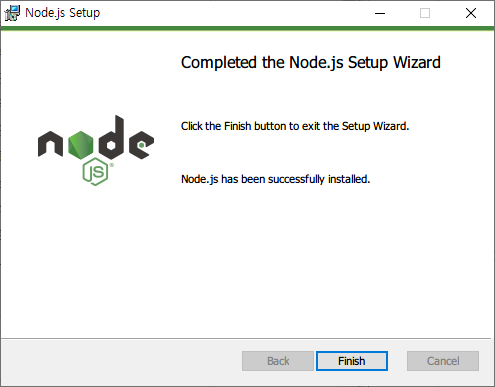 Node.js Setup
Completed the Node.js Setup Wizard
Click the Finish button to exit the Setup Wizard.
node
JS®
Node.js has been successfully installed.
Back
Finish
Cancel